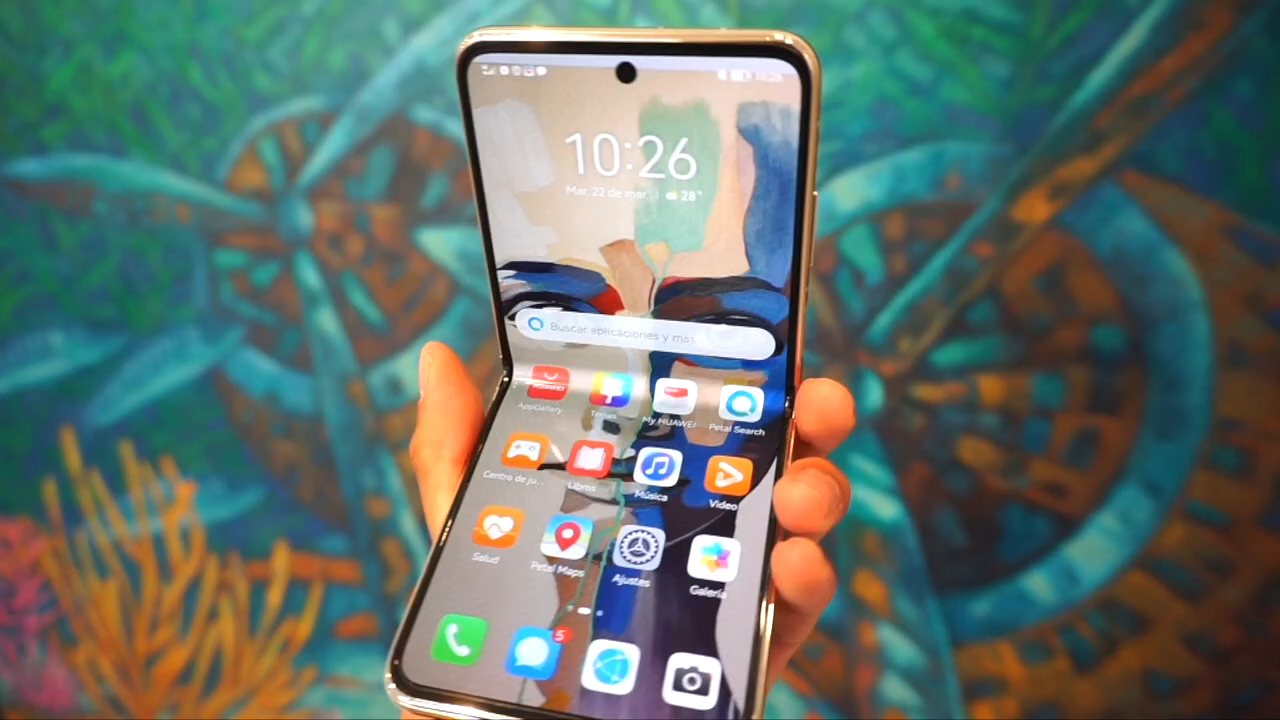 10:26
Mar. 22 de mar. | 28°
Buscar aplicaciones y más
AppGallery Temas My HUAWEI Petal Search
Centro de ju... Libros Música Video
Salud Petal Maps Ajustes Galería
5